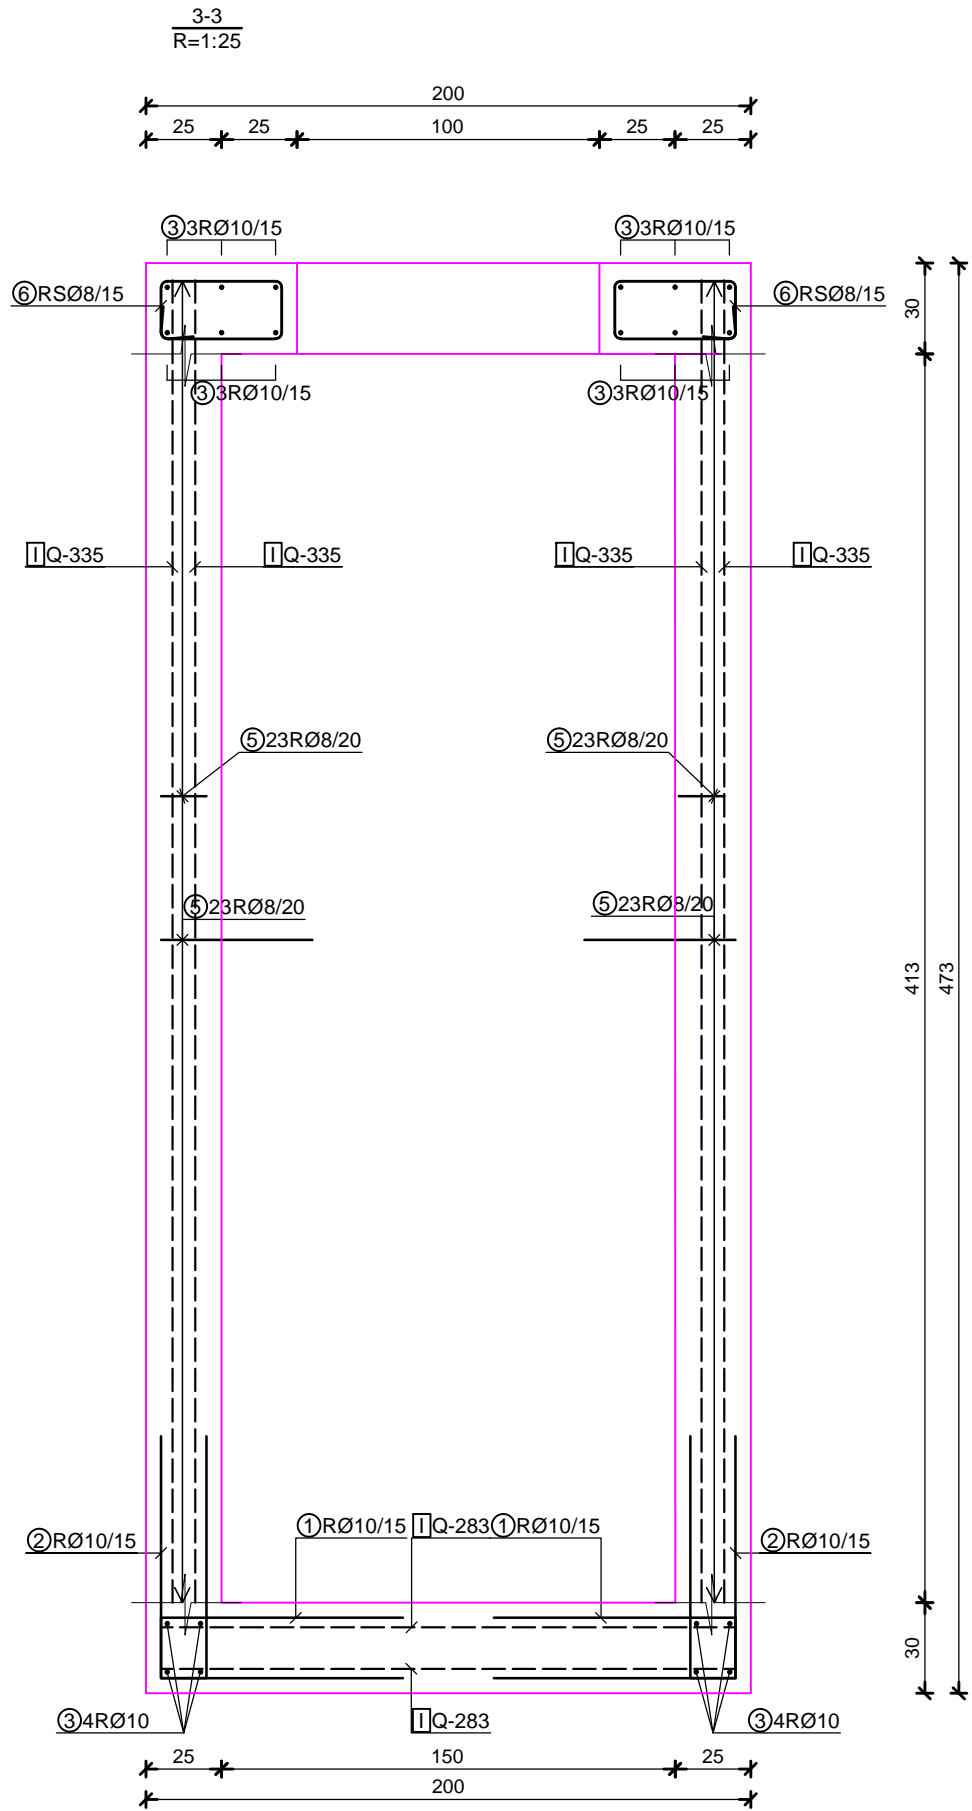 3-3
R=1:25
200
25 25 100 25 25
③3RØ10/15 ③3RØ10/15
⑥RSØ8/15 ⑥RSØ8/15
30
③3RØ10/15 ③3RØ10/15
I Q-335 I Q-335 I Q-335 I Q-335
⑤23RØ8/20 ⑤23RØ8/20
⑤23RØ8/20 ⑤23RØ8/20
413 473
①RØ10/15 I Q-283 ①RØ10/15
②RØ10/15 ②RØ10/15
30
③4RØ10 I Q-283 ③4RØ10
25 150 25
200